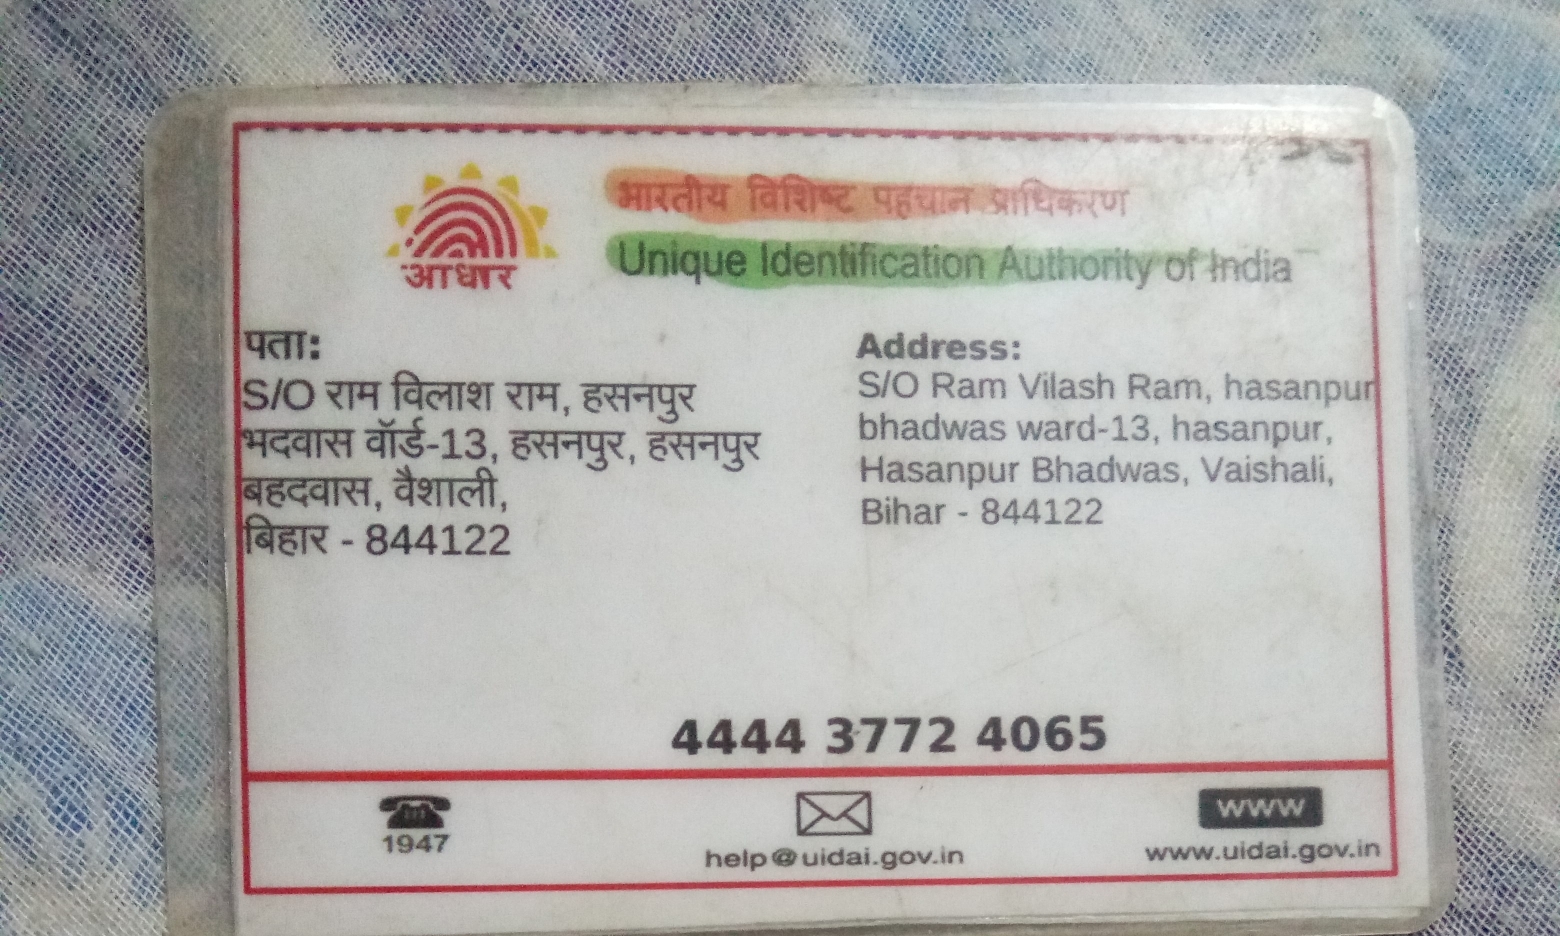 आधार
भारतीय विशिष्ट पहचान प्राधिकरण
Unique Identification Authority of India
पता:
S/O राम विलाश राम, हसनपुर
भदवास वॉर्ड-13, हसनपुर, हसनपुर
बहदवास, वैशाली,
बिहार - 844122
Address:
S/O Ram Vilash Ram, hasanpur
bhadwas ward-13, hasanpur,
Hasanpur Bhadwas, Vaishali,
Bihar - 844122
4444 3772 4065
1947
help@uidai.gov.in
www
www.uidai.gov.in